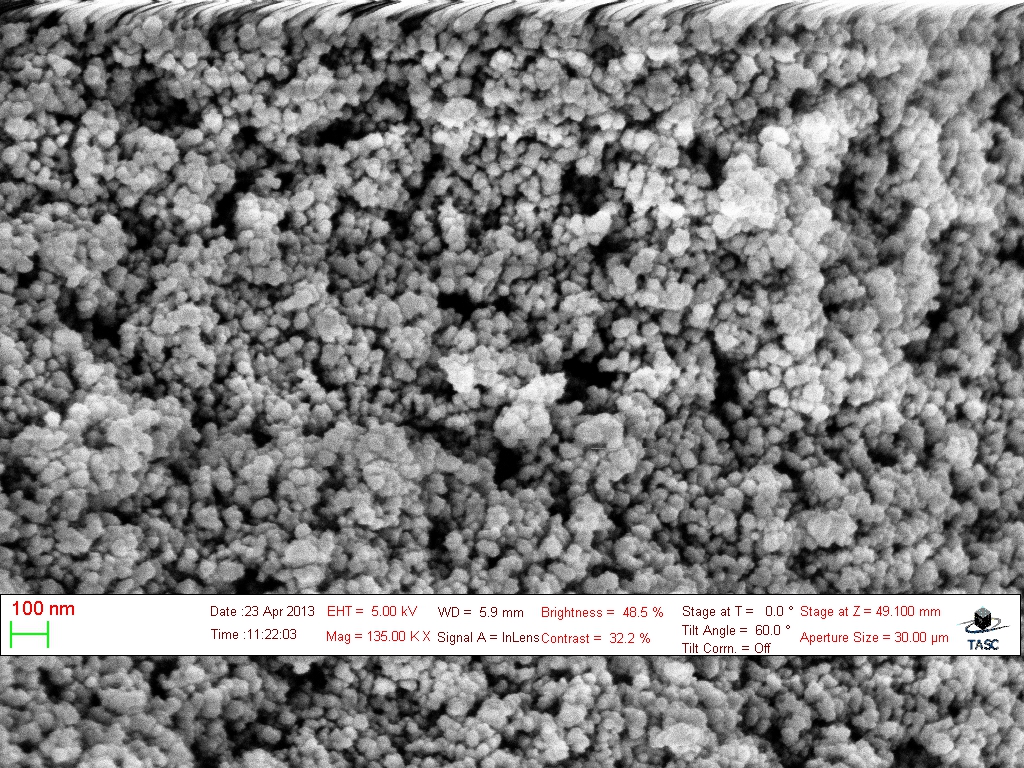 100 nm
Date :23 Apr 2013 EHT = 5.00 kV WD = 5.9 mm Brightness = 48.5 % Stage at T = 0.0 ° Stage at Z = 49.100 mm
Time :11:22:03 Mag = 135.00 K X Signal A = InLens Contrast = 32.2 % Tilt Angle = 60.0 ° Aperture Size = 30.00 µm
Tilt Corrn. = Off
TASC